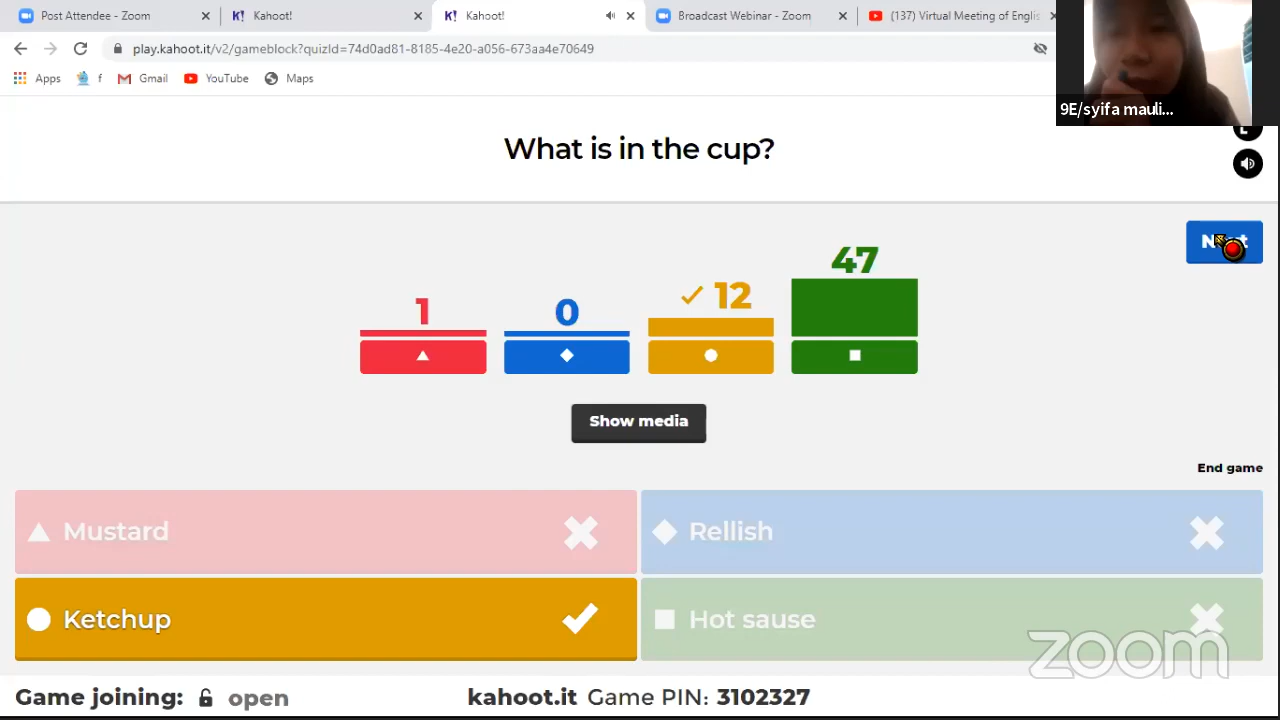 Post Attendee - Zoom
Kahoot!
Kahoot!
Broadcast Webinar - Zoom
(137) Virtual Meeting of Englis
play.kahoot.it/v2/gameblock?quizId=74d0ad81-8185-4e20-a056-673aa4e70649
Apps
f
Gmail
YouTube
Maps
9E/syifa mauli...
What is in the cup?
1
0
12
47
Show media
End game
Mustard
Rellish
Ketchup
Hot sause
zoom
Game joining: open
kahoot.it Game PIN: 3102327